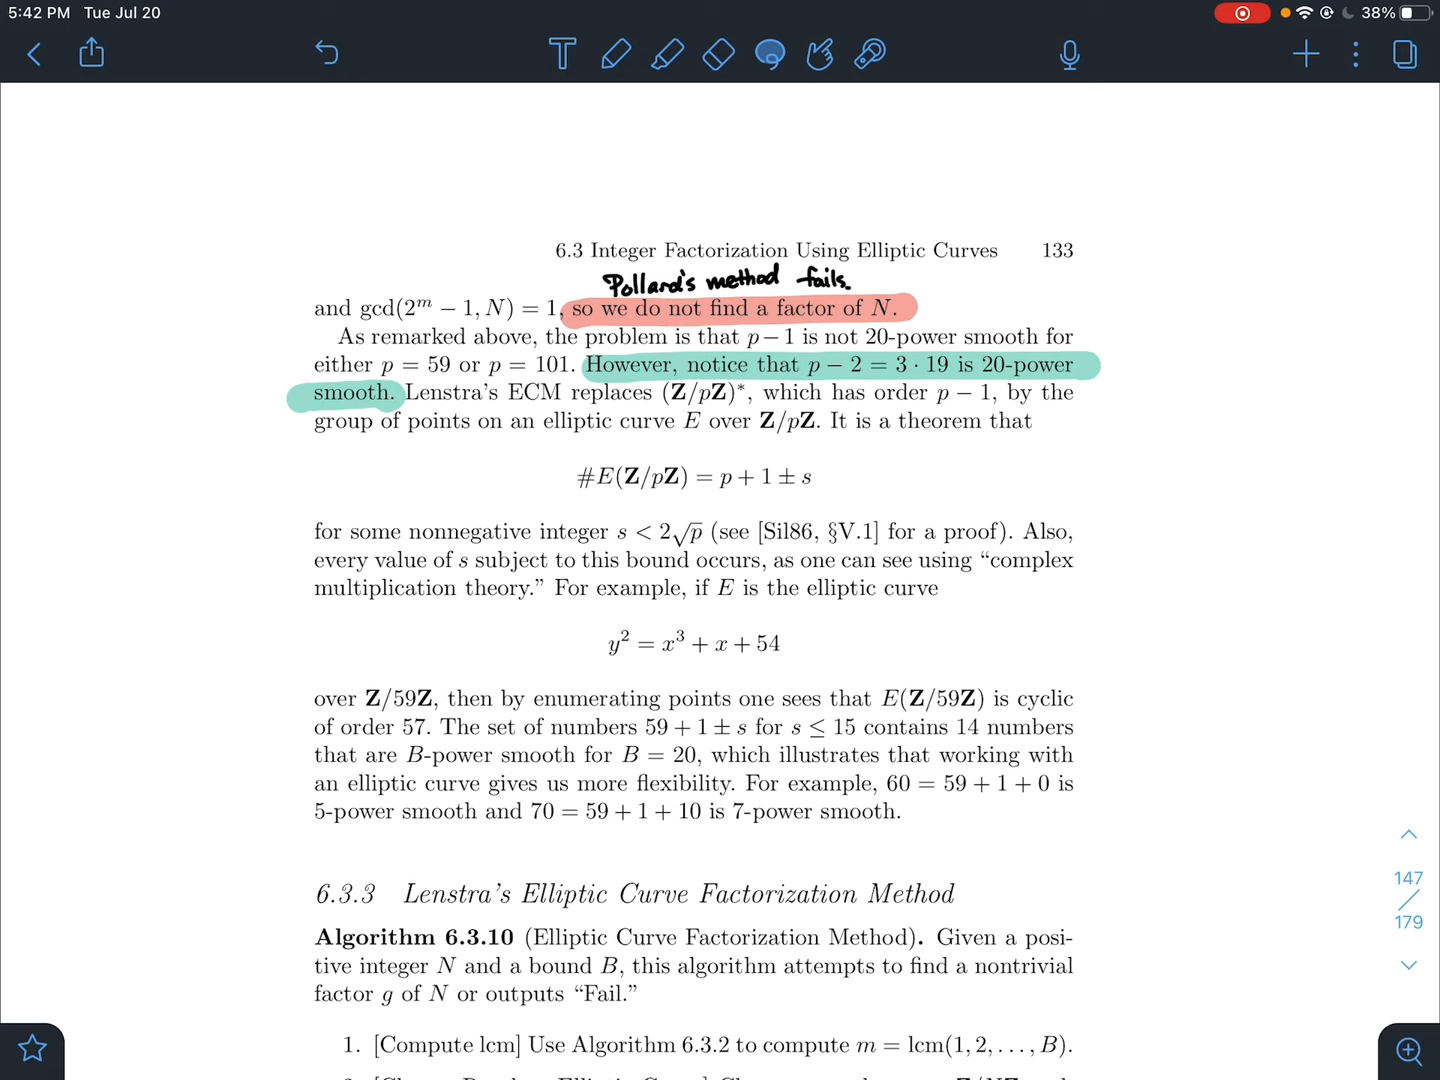 5:42 PM Tue Jul 20
38%
6.3 Integer Factorization Using Elliptic Curves 133
Pollard's method fails.
and gcd(2ᵐ − 1, N) = 1, so we do not find a factor of N.
As remarked above, the problem is that p − 1 is not 20-power smooth for
either p = 59 or p = 101. However, notice that p − 2 = 3 · 19 is 20-power
smooth. Lenstra's ECM replaces (Z/pZ)*, which has order p − 1, by the
group of points on an elliptic curve E over Z/pZ. It is a theorem that
#E(Z/pZ) = p + 1 ± s
for some nonnegative integer s < 2√p (see [Sil86, §V.1] for a proof). Also,
every value of s subject to this bound occurs, as one can see using “complex
multiplication theory.” For example, if E is the elliptic curve
y² = x³ + x + 54
over Z/59Z, then by enumerating points one sees that E(Z/59Z) is cyclic
of order 57. The set of numbers 59 + 1 ± s for s ≤ 15 contains 14 numbers
that are B-power smooth for B = 20, which illustrates that working with
an elliptic curve gives us more flexibility. For example, 60 = 59 + 1 + 0 is
5-power smooth and 70 = 59 + 1 + 10 is 7-power smooth.
147
179
6.3.3 Lenstra's Elliptic Curve Factorization Method
Algorithm 6.3.10 (Elliptic Curve Factorization Method). Given a posi-
tive integer N and a bound B, this algorithm attempts to find a nontrivial
factor g of N or outputs “Fail.”
1. [Compute lcm] Use Algorithm 6.3.2 to compute m = lcm(1, 2, . . . , B).